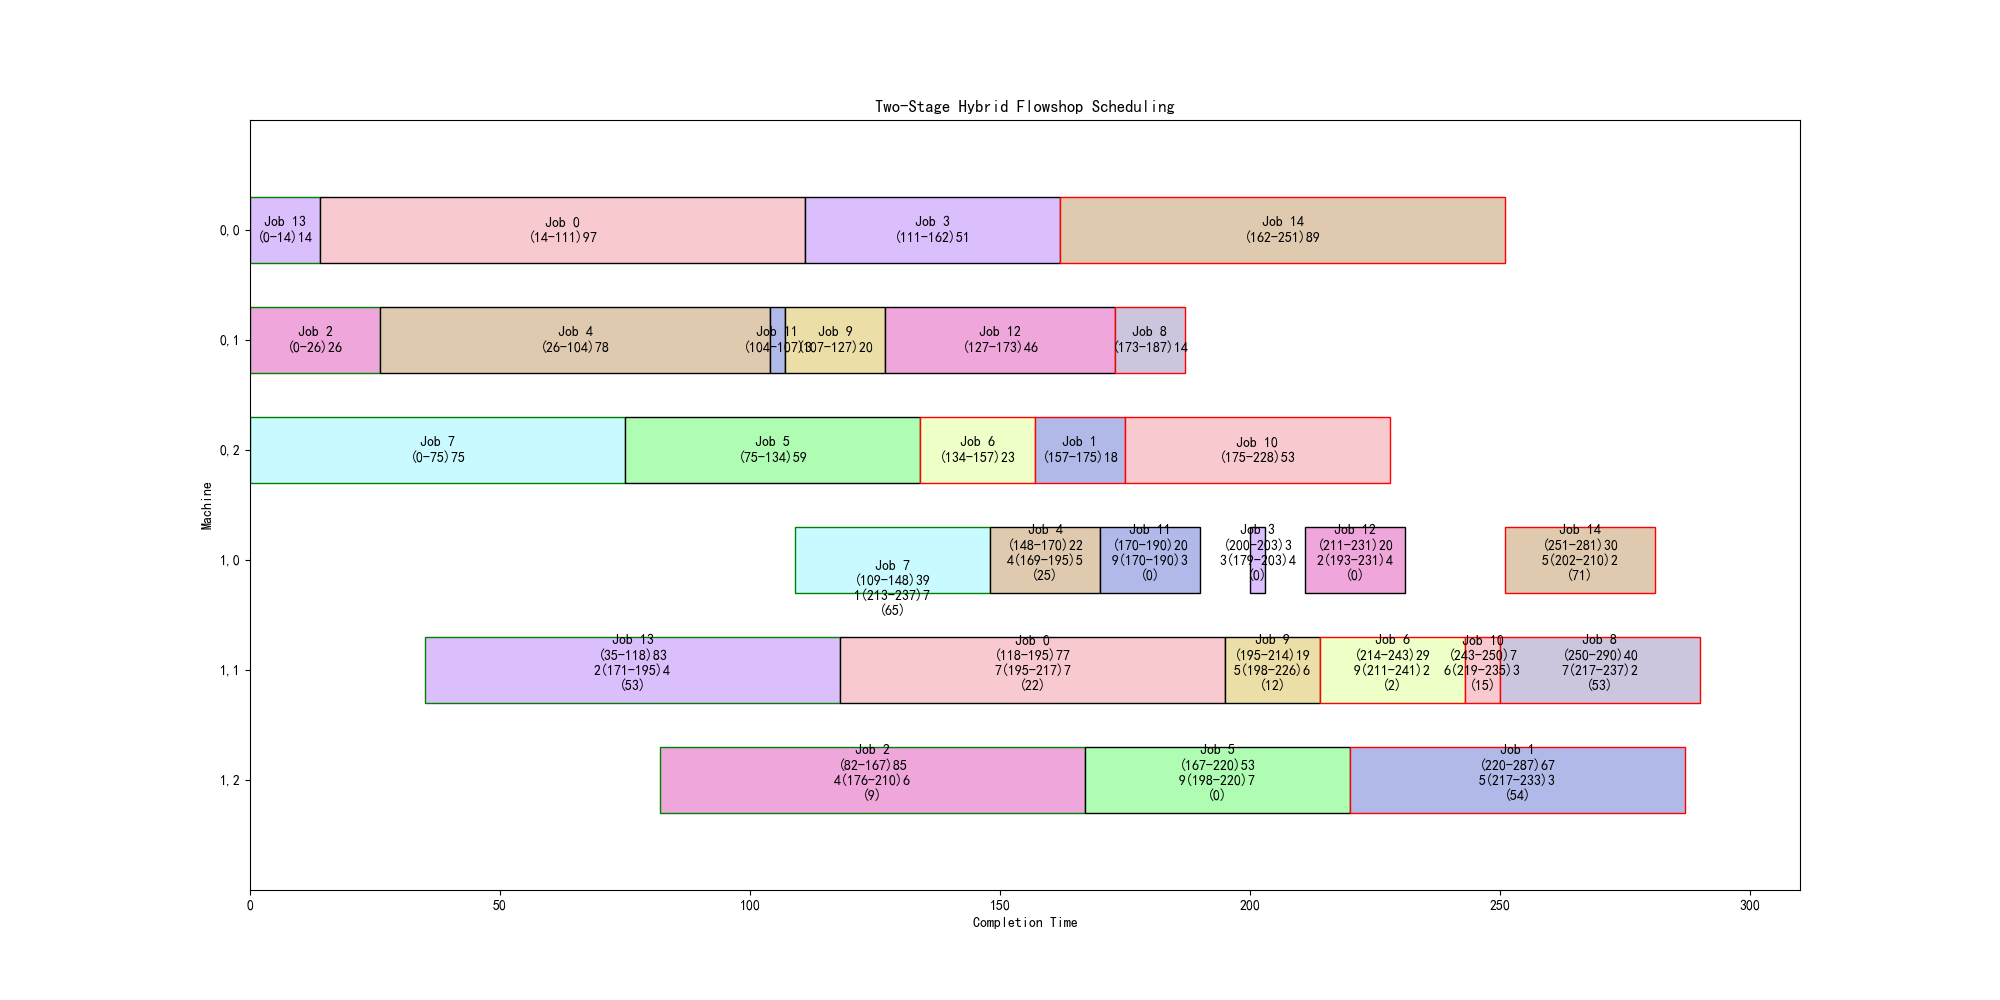 Two-Stage Hybrid Flowshop Scheduling
0,0
Job 13
(0-14)14
Job 0
(14-111)97
Job 3
(111-162)51
Job 14
(162-251)89
0,1
Job 2
(0-26)26
Job 4
(26-104)78
Job 11
(104-107)3
Job 9
(107-127)20
Job 12
(127-173)46
Job 8
(173-187)14
0,2
Job 7
(0-75)75
Job 5
(75-134)59
Job 6
(134-157)23
Job 1
(157-175)18
Job 10
(175-228)53
Machine
1,0
Job 7
(109-148)39
1(213-237)7
(65)
Job 4
(148-170)22
4(169-195)5
(25)
Job 11
(170-190)20
9(170-190)3
(0)
Job 3
(200-203)3
3(179-203)4
(0)
Job 12
(211-231)20
2(193-231)4
(0)
Job 14
(251-281)30
5(202-210)2
(71)
1,1
Job 13
(35-118)83
2(171-195)4
(53)
Job 0
(118-195)77
7(195-217)7
(22)
Job 9
(195-214)19
5(198-226)6
(12)
Job 6
(214-243)29
9(211-241)2
(2)
Job 10
(243-250)7
6(219-235)3
(15)
Job 8
(250-290)40
7(217-237)2
(53)
1,2
Job 2
(82-167)85
4(176-210)6
(9)
Job 5
(167-220)53
9(198-220)7
(0)
Job 1
(220-287)67
5(217-233)3
(54)
0
50
100
150
200
250
300
Completion Time